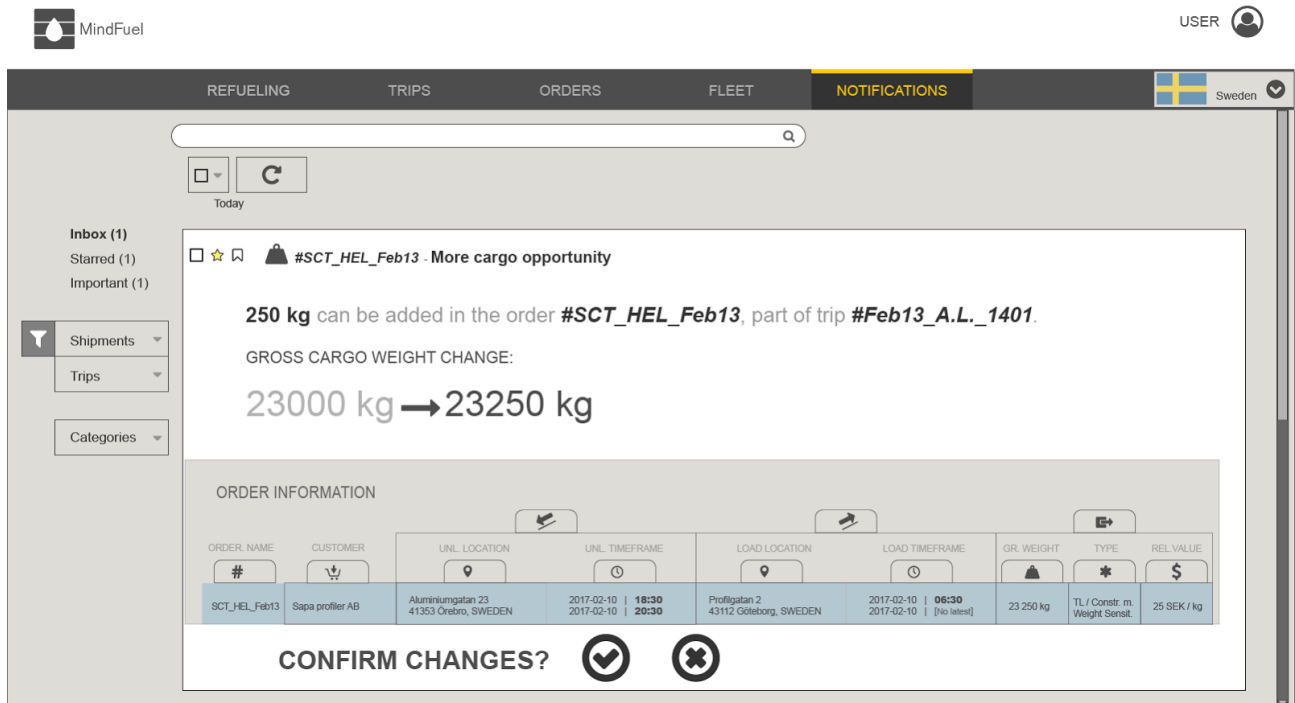 MindFuel
USER
REFUELING TRIPS ORDERS FLEET NOTIFICATIONS Sweden
Today
Inbox (1)
Starred (1)
Important (1)
Shipments
Trips
Categories
#SCT_HEL_Feb13 - More cargo opportunity
250 kg can be added in the order #SCT_HEL_Feb13, part of trip #Feb13_A.L._1401.
GROSS CARGO WEIGHT CHANGE:
23000 kg → 23250 kg
ORDER INFORMATION
ORDER. NAME CUSTOMER UNL. LOCATION UNL. TIMEFRAME LOAD LOCATION LOAD TIMEFRAME GR. WEIGHT TYPE REL.VALUE
# $
SCT_HEL_Feb13 Sapa profiler AB
Aluminiumgatan 23
41353 Örebro, SWEDEN
2017-02-10 | 18:30
2017-02-10 | 20:30
Profilgatan 2
43112 Göteborg, SWEDEN
2017-02-10 | 06:30
2017-02-10 | [No latest]
23 250 kg
TL / Constr. m.
Weight Sensit.
25 SEK / kg
CONFIRM CHANGES?